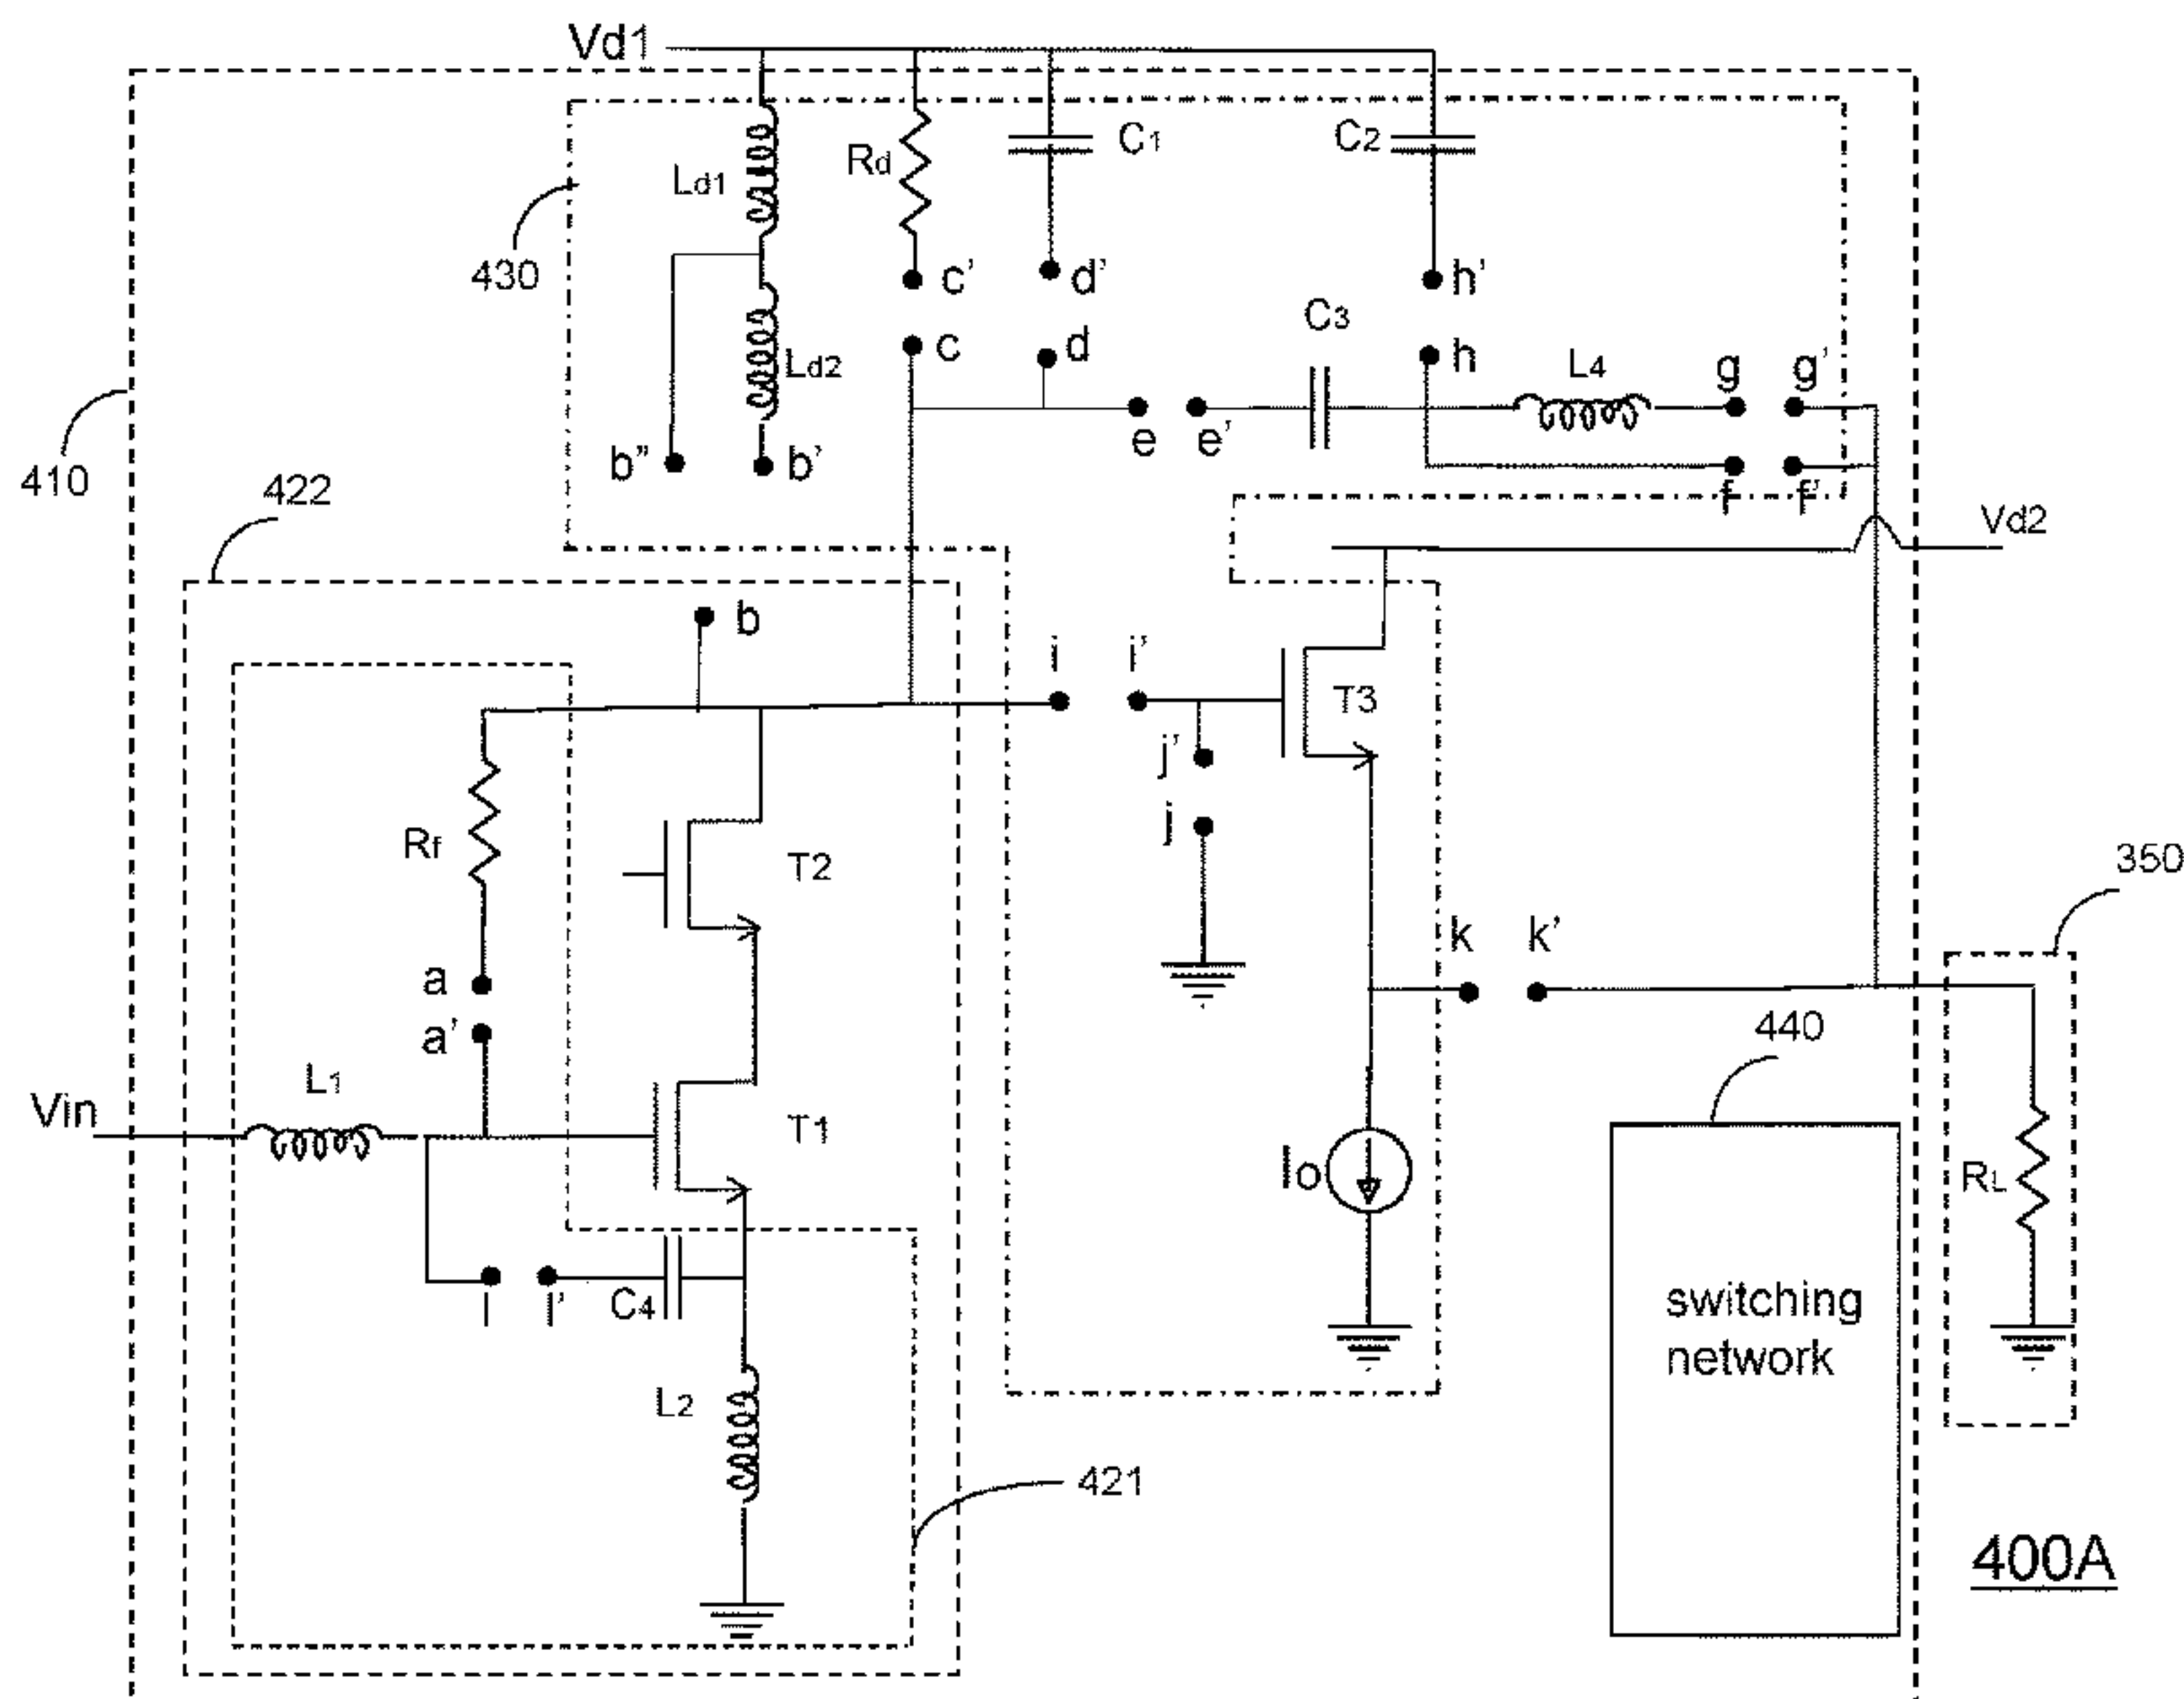 Vd1
C1
C2
Rd
Ld1
430
c'
d'
h'
C3
c
d
h
Ld2
L4
g
g'
e
e'
b"
b'
f
f'
410
422
Vd2
b
i
i'
T3
j'
j
Rf
T2
350
k
k'
a
a'
440
L1
Vin
T1
Io
RL
l
l'
C4
switching
network
L2
421
400A